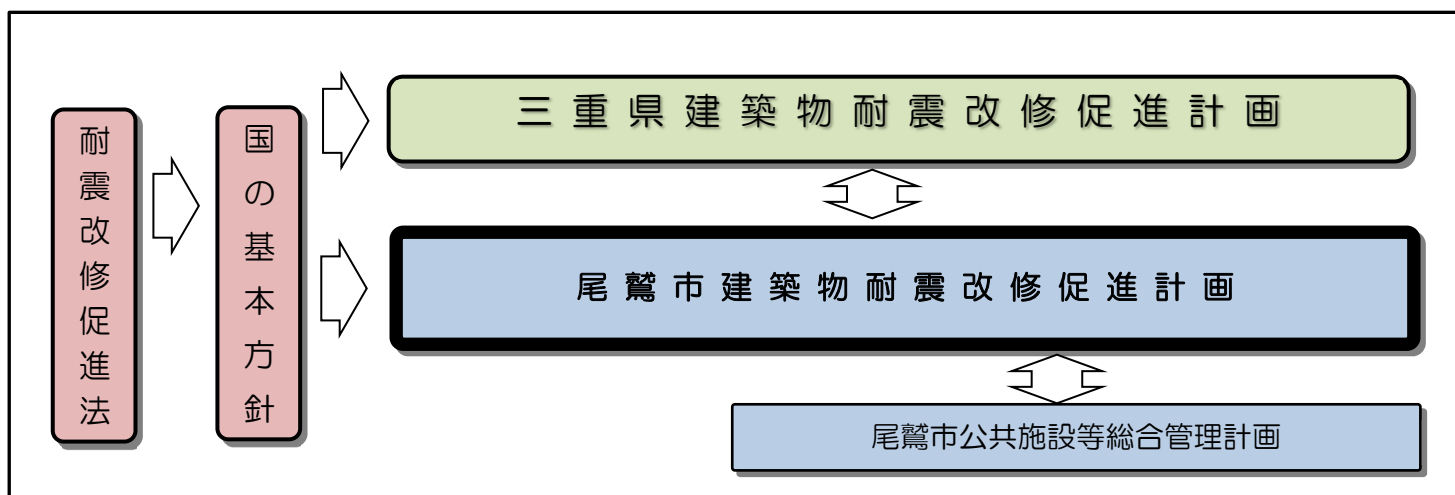 耐震改修促進法
国の基本方針
三重県建築物耐震改修促進計画
尾鷲市建築物耐震改修促進計画
尾鷲市公共施設等総合管理計画